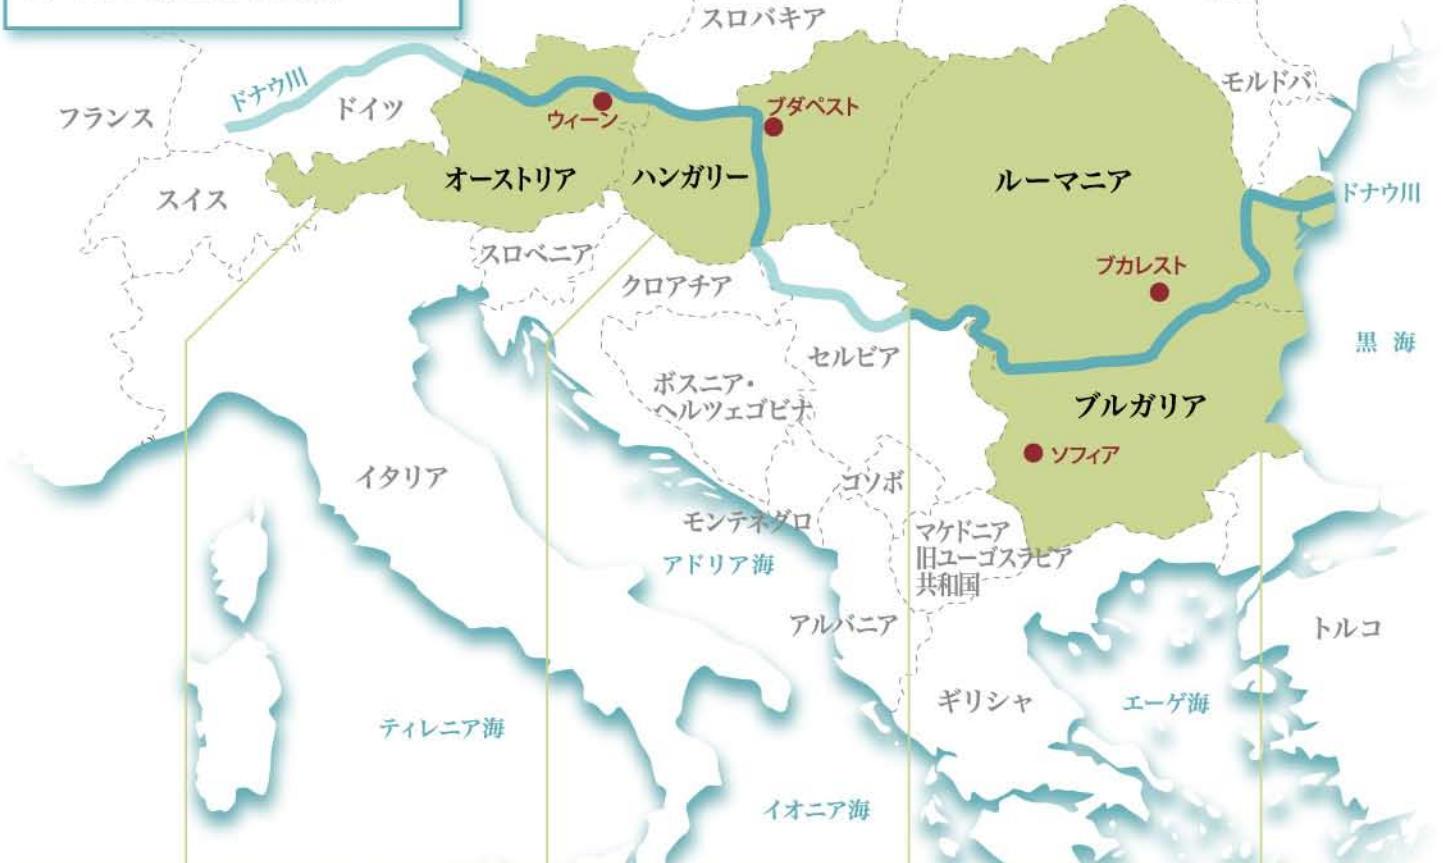 スロバキア
モルドバ
ドナウ川
ドイツ
フランス
ウィーン
ブダペスト
オーストリア
ハンガリー
ルーマニア
スイス
ドナウ川
スロベニア
クロアチア
ブカレスト
セルビア
黒 海
ボスニア・
ヘルツェゴビナ
ブルガリア
ソフィア
イタリア
コソボ
モンテネグロ
マケドニア
旧ユーゴスラビア
共和国
アドリア海
アルバニア
トルコ
ギリシャ
エーゲ海
ティレニア海
イオニア海